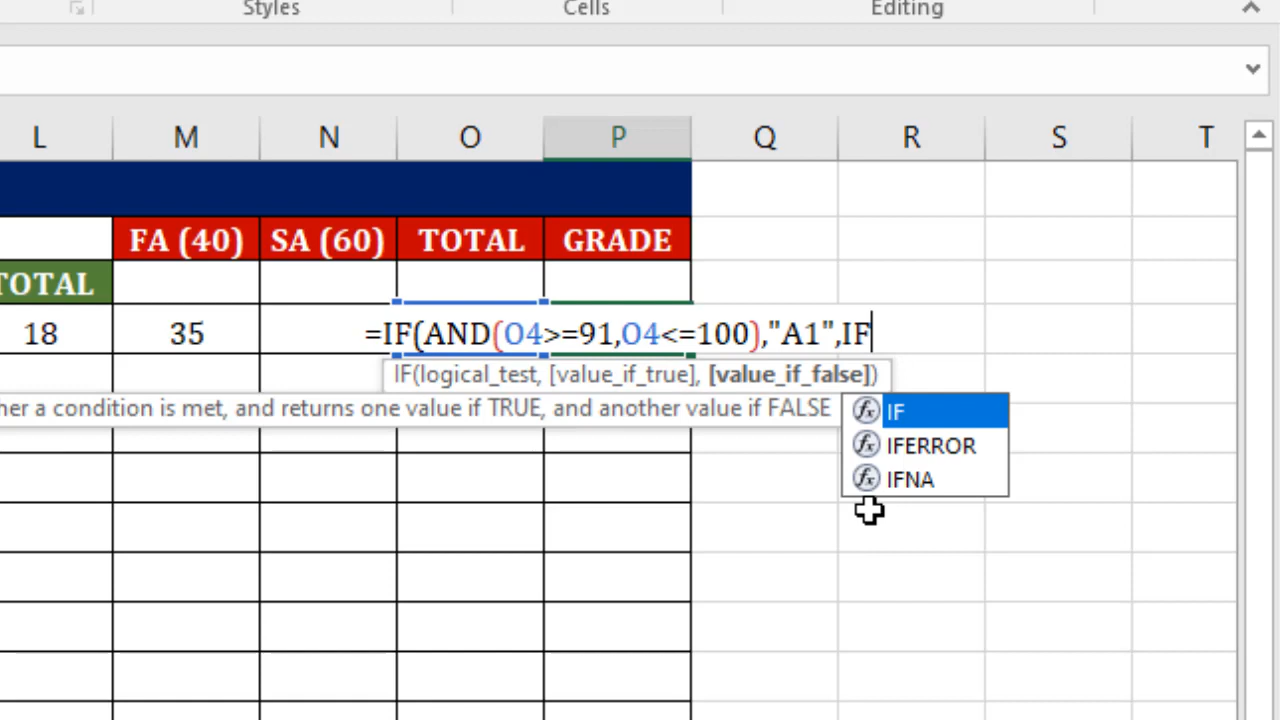 Styles Cells Editing
L M N O P Q R S T
FA (40) SA (60) TOTAL GRADE
TOTAL
18 35 =IF(AND(O4>=91,O4<=100),"A1",IF
IF(logical_test, [value_if_true], [value_if_false])
her a condition is met, and returns one value if TRUE, and another value if FALSE
IF
IFERROR
IFNA